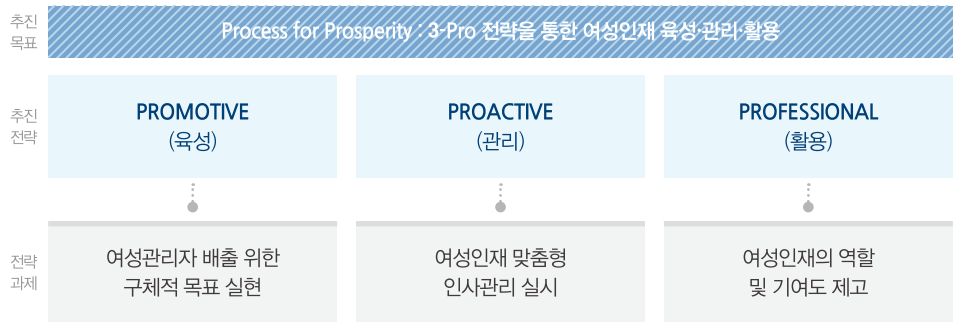 추진
목표
Process for Prosperity : 3-Pro 전략을 통한 여성인재 육성·관리·활용
추진
전략
PROMOTIVE
(육성)
PROACTIVE
(관리)
PROFESSIONAL
(활용)
전략
과제
여성관리자 배출 위한
구체적 목표 실현
여성인재 맞춤형
인사관리 실시
여성인재의 역할
및 기여도 제고